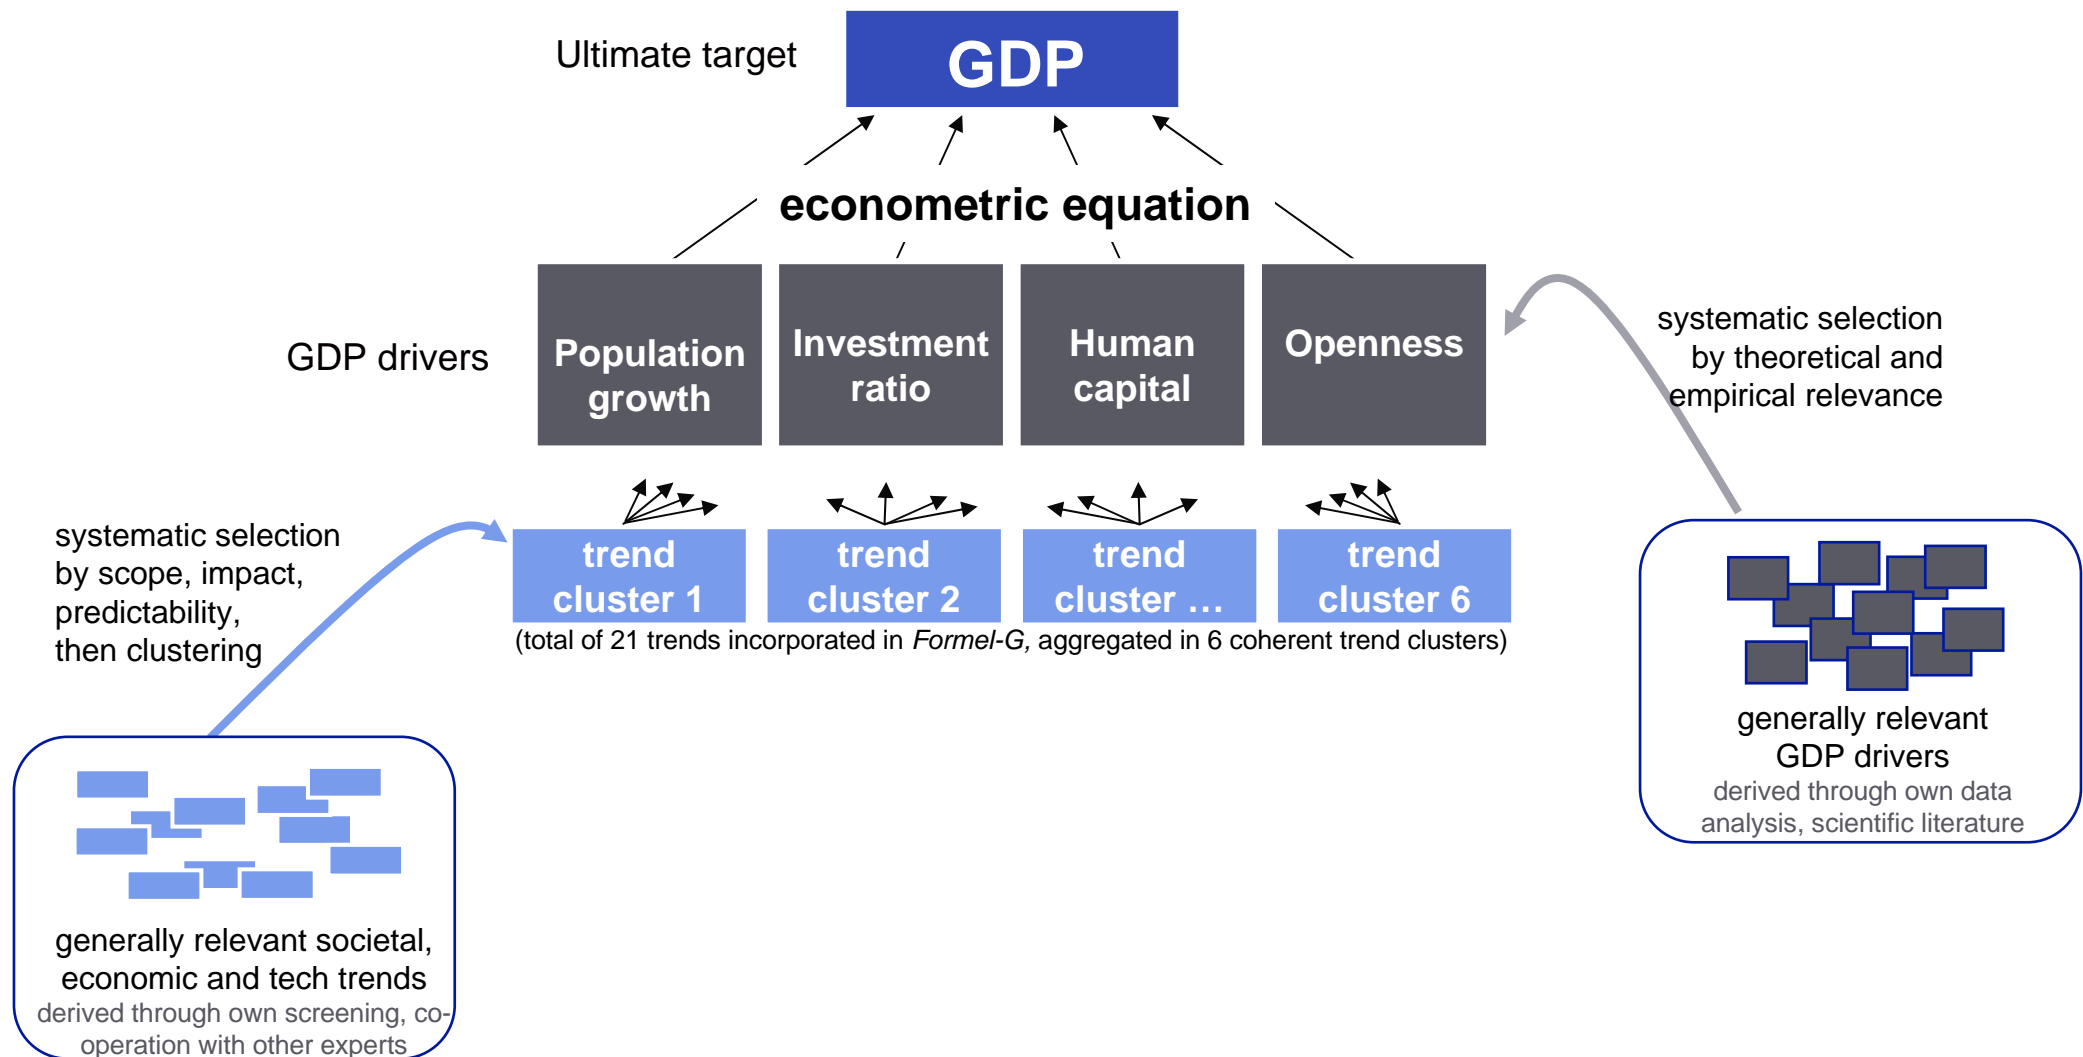 Ultimate target
GDP
econometric equation
GDP drivers
Population
growth
Investment
ratio
Human
capital
Openness
systematic selection
by theoretical and
empirical relevance
systematic selection
by scope, impact,
predictability,
then clustering
trend
cluster 1
trend
cluster 2
trend
cluster …
trend
cluster 6
(total of 21 trends incorporated in Formel-G, aggregated in 6 coherent trend clusters)
generally relevant
GDP drivers
derived through own data
analysis, scientific literature
generally relevant societal,
economic and tech trends
derived through own screening, co-
operation with other experts